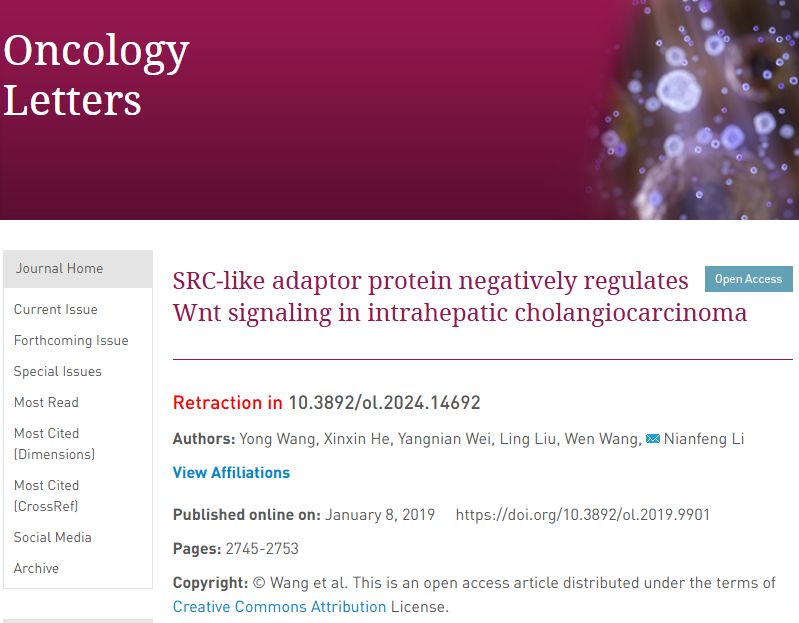 Oncology
Letters
Journal Home
Current Issue
Forthcoming Issue
Special Issues
Most Read
Most Cited
(Dimensions)
Most Cited
(CrossRef)
Social Media
Archive
SRC-like adaptor protein negatively regulates
Wnt signaling in intrahepatic cholangiocarcinoma
Open Access
Retraction in 10.3892/ol.2024.14692
Authors: Yong Wang, Xinxin He, Yangnian Wei, Ling Liu, Wen Wang, Nianfeng Li
View Affiliations
Published online on: January 8, 2019 https://doi.org/10.3892/ol.2019.9901
Pages: 2745-2753
Copyright: © Wang et al. This is an open access article distributed under the terms of
Creative Commons Attribution License.